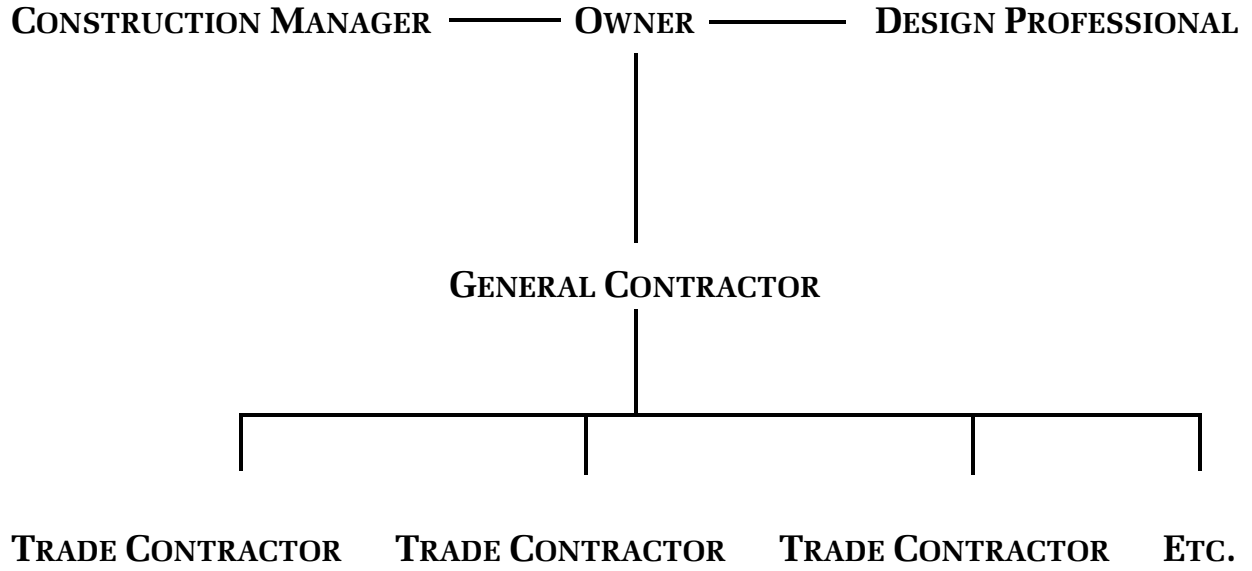 Construction Manager Owner Design Professional
General Contractor
Trade Contractor Trade Contractor Trade Contractor Etc.